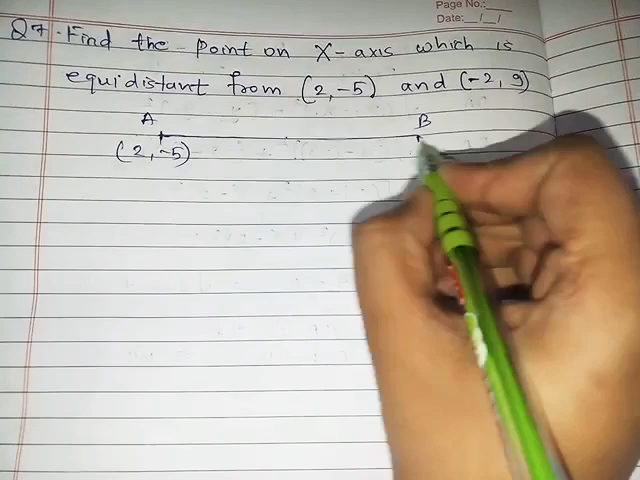 Page No.:
Date: / /
Q7. Find the point on X-axis which is
equidistant from (2,-5) and (-2, 9)
A B
(2,-5)